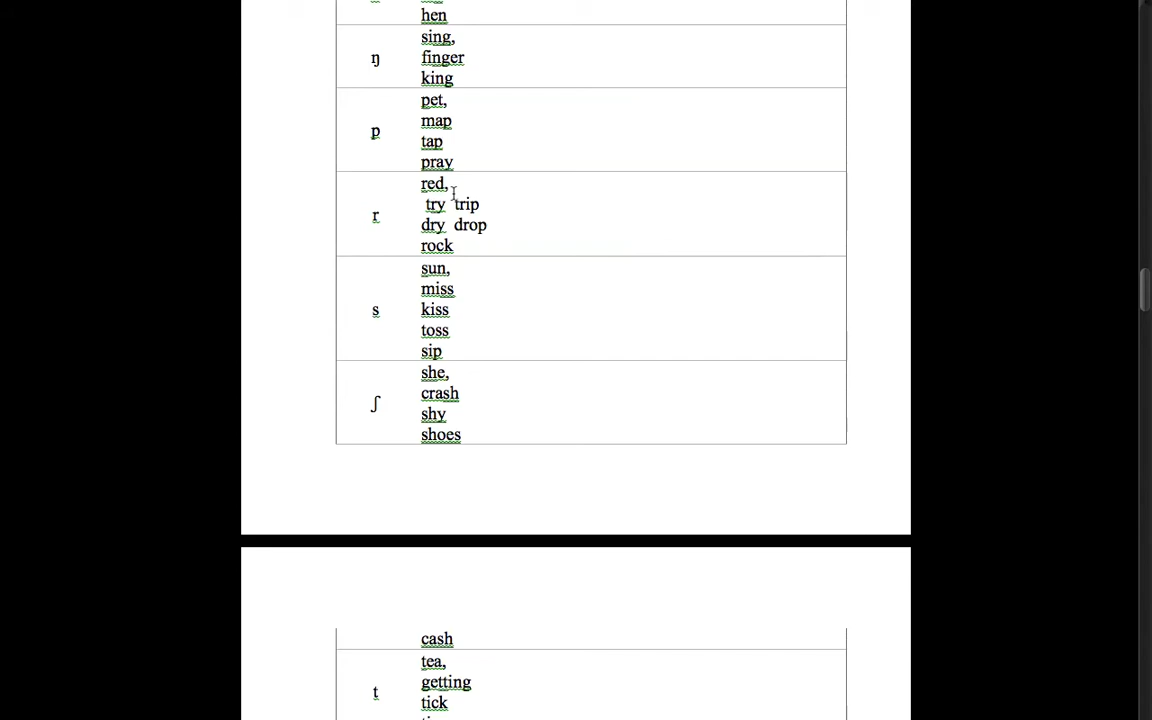 hen
sing,
ŋ finger
king
pet,
map
p
tap
pray
red,
try trip
r
dry drop
rock
sun,
miss
s kiss
toss
sip
she,
crash
ʃ
shy
shoes
cash
tea,
getting
t
tick